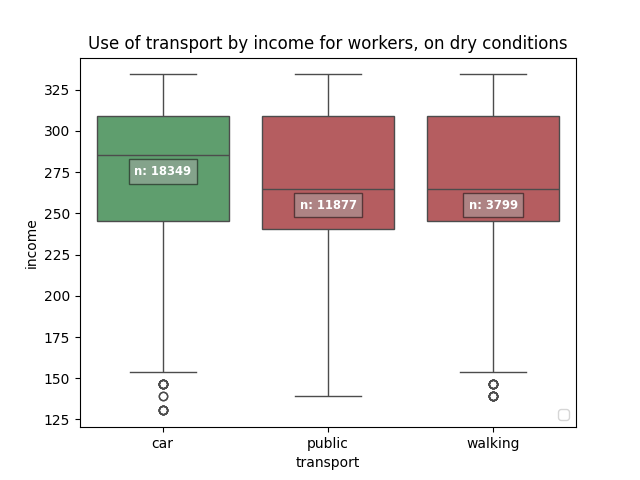 Use of transport by income for workers, on dry conditions
income
325
300
275
250
225
200
175
150
125
n: 18349
n: 11877
n: 3799
car
public
walking
transport